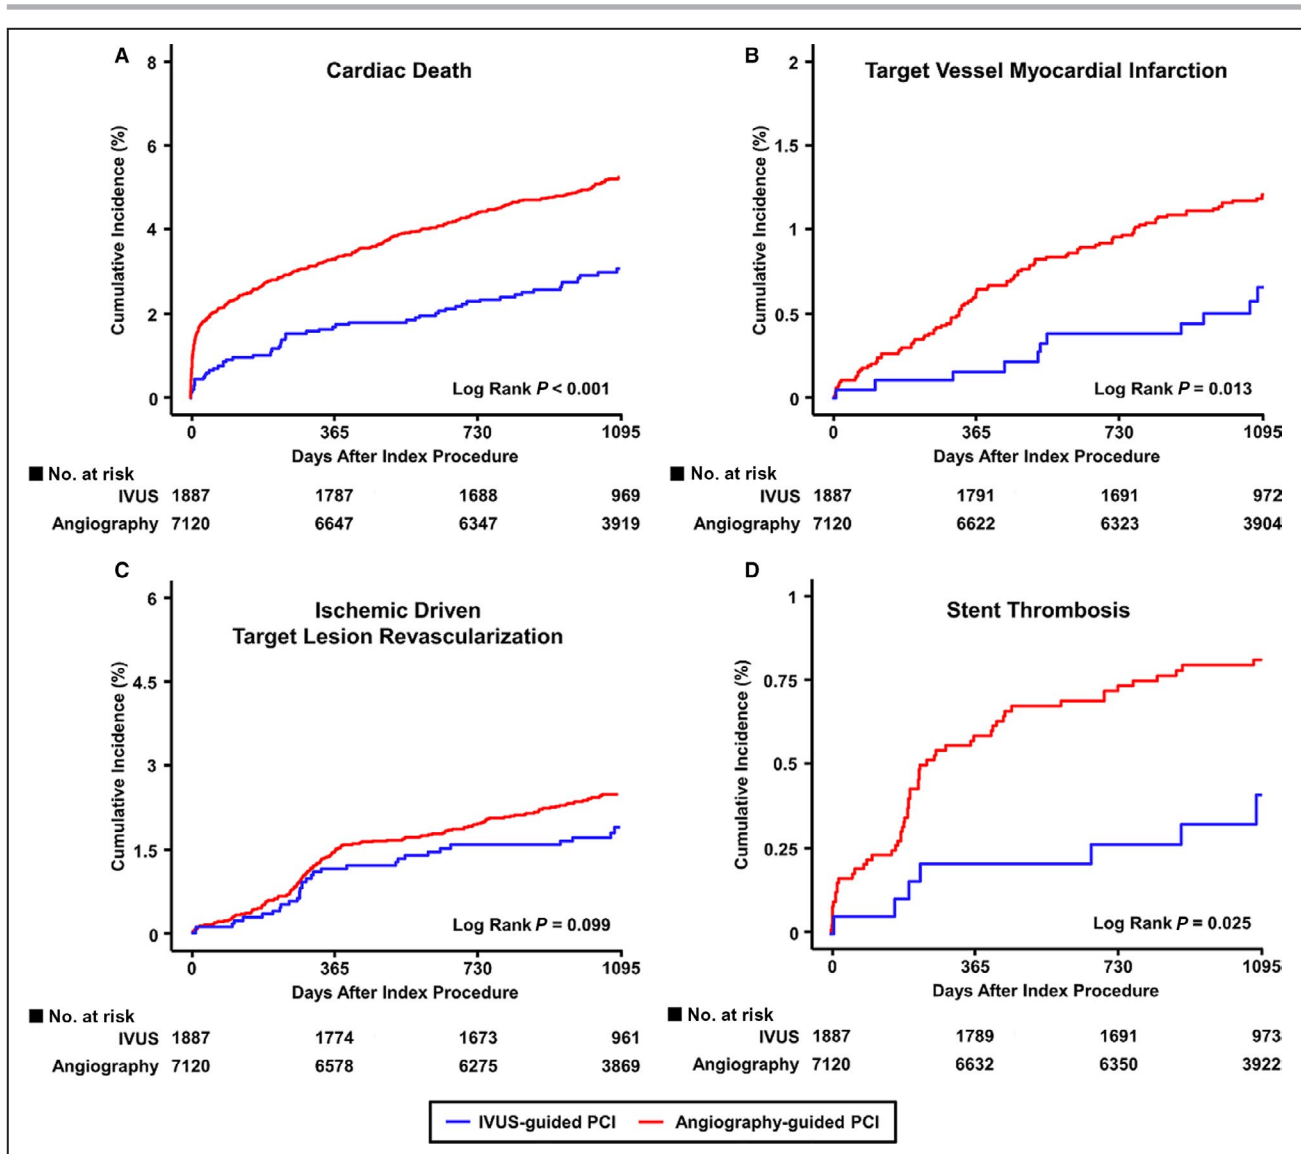 A
Cardiac Death
Cumulative Incidence (%)
8
6
4
2
0
Log Rank P < 0.001
0 365 730 1095
Days After Index Procedure
■ No. at risk
IVUS 1887 1787 1688 969
Angiography 7120 6647 6347 3919
B
Target Vessel Myocardial Infarction
Cumulative Incidence (%)
2
1.5
1
0.5
0
Log Rank P = 0.013
0 365 730 1095
Days After Index Procedure
■ No. at risk
IVUS 1887 1791 1691 972
Angiography 7120 6622 6323 3904
C
Ischemic Driven
Target Lesion Revascularization
Cumulative Incidence (%)
6
4.5
3
1.5
0
Log Rank P = 0.099
0 365 730 1095
Days After Index Procedure
■ No. at risk
IVUS 1887 1774 1673 961
Angiography 7120 6578 6275 3869
D
Stent Thrombosis
Cumulative Incidence (%)
1
0.75
0.5
0.25
0
Log Rank P = 0.025
0 365 730 1095
Days After Index Procedure
■ No. at risk
IVUS 1887 1789 1691 973
Angiography 7120 6632 6350 3922
IVUS-guided PCI Angiography-guided PCI